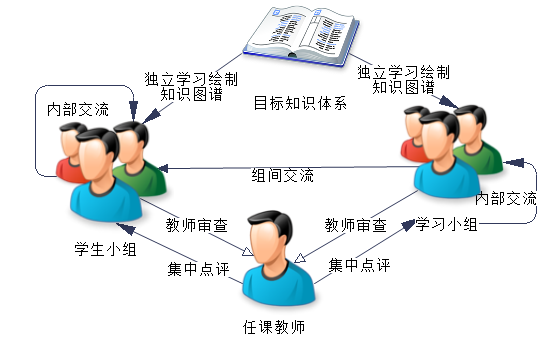 独立学习绘制
知识图谱
独立学习绘制
知识图谱
目标知识体系
内部交流
组间交流
内部交流
教师审查
教师审查
学习小组
学生小组
集中点评
集中点评
任课教师